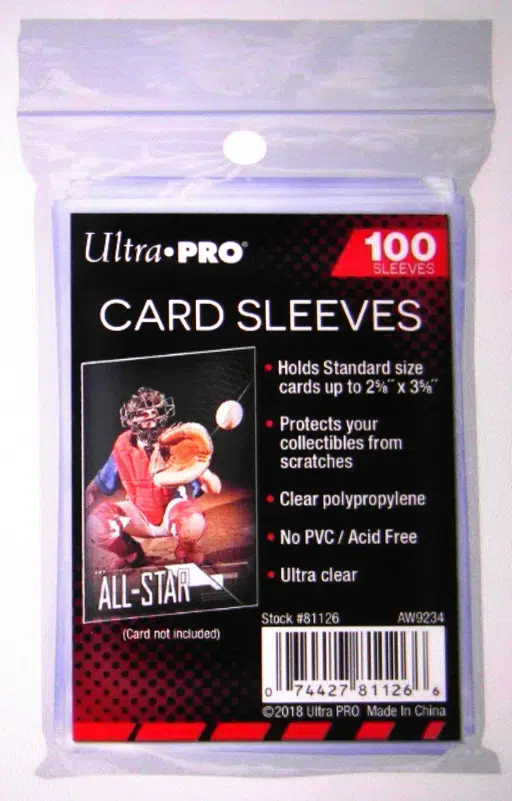 Ultra•PRO®
100
SLEEVES
CARD SLEEVES
• Holds Standard size
cards up to 2⅝" x 3⅝"
• Protects your
collectibles from
scratches
• Clear polypropylene
• No PVC / Acid Free
• Ultra clear
ALL-STAR
(Card not included)
Stock #81126 AW9234
0 74427 81126 6
©2018 Ultra PRO Made In China